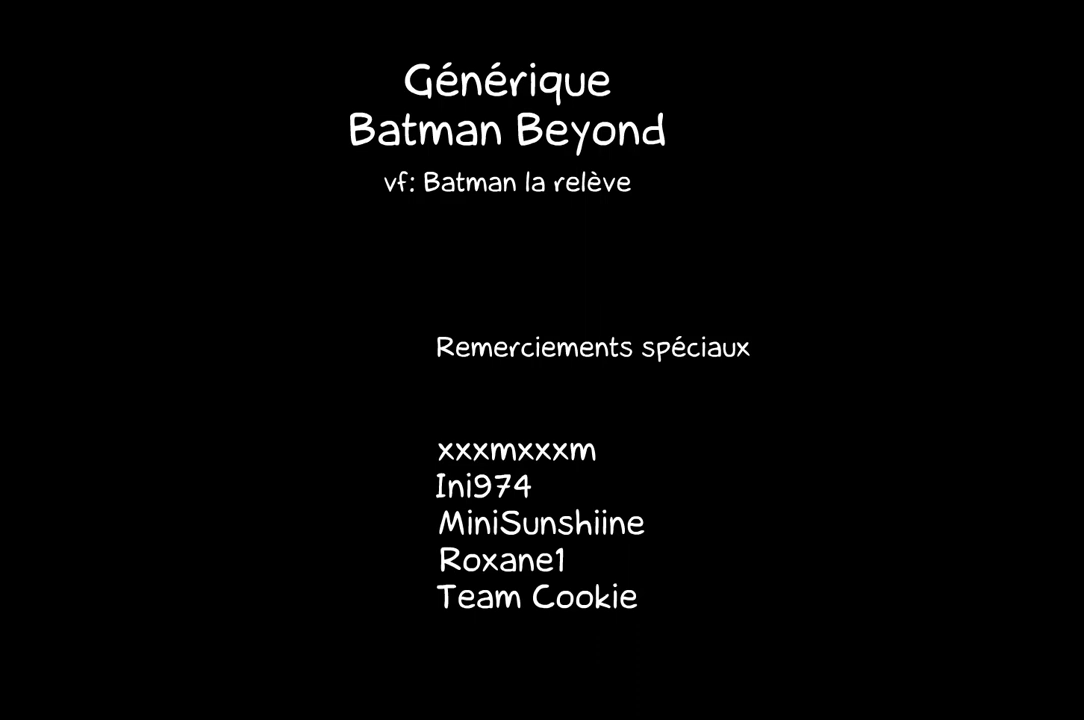 Générique
Batman Beyond
vf: Batman la relève
Remerciements spéciaux
xxxmxxxm
Ini974
MiniSunshiine
Roxane1
Team Cookie